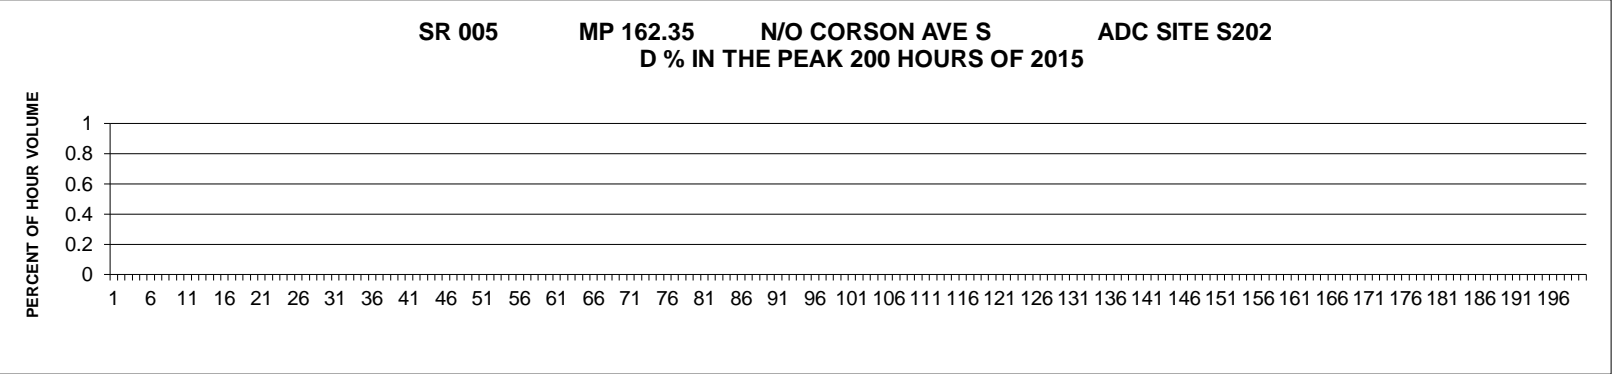 SR 005 MP 162.35 N/O CORSON AVE S ADC SITE S202
D % IN THE PEAK 200 HOURS OF 2015
PERCENT OF HOUR VOLUME
1
0.8
0.6
0.4
0.2
0
1 6 11 16 21 26 31 36 41 46 51 56 61 66 71 76 81 86 91 96 101 106 111 116 121 126 131 136 141 146 151 156 161 166 171 176 181 186 191 196